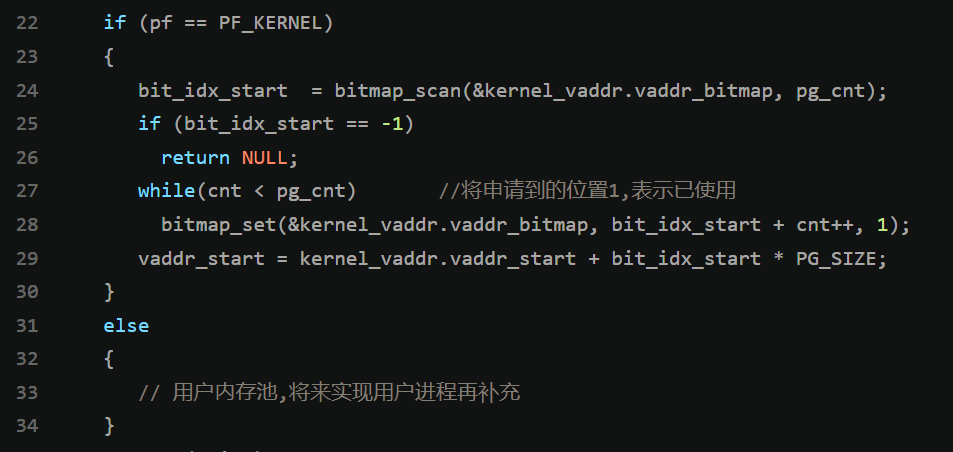 22 if (pf == PF_KERNEL)
23 {
24 bit_idx_start  = bitmap_scan(&kernel_vaddr.vaddr_bitmap, pg_cnt);
25 if (bit_idx_start == -1)
26 return NULL;
27 while(cnt < pg_cnt) //将申请到的位置1,表示已使用
28 bitmap_set(&kernel_vaddr.vaddr_bitmap, bit_idx_start + cnt++, 1);
29 vaddr_start = kernel_vaddr.vaddr_start + bit_idx_start * PG_SIZE;
30 }
31 else
32 {
33 // 用户内存池,将来实现用户进程再补充
34 }